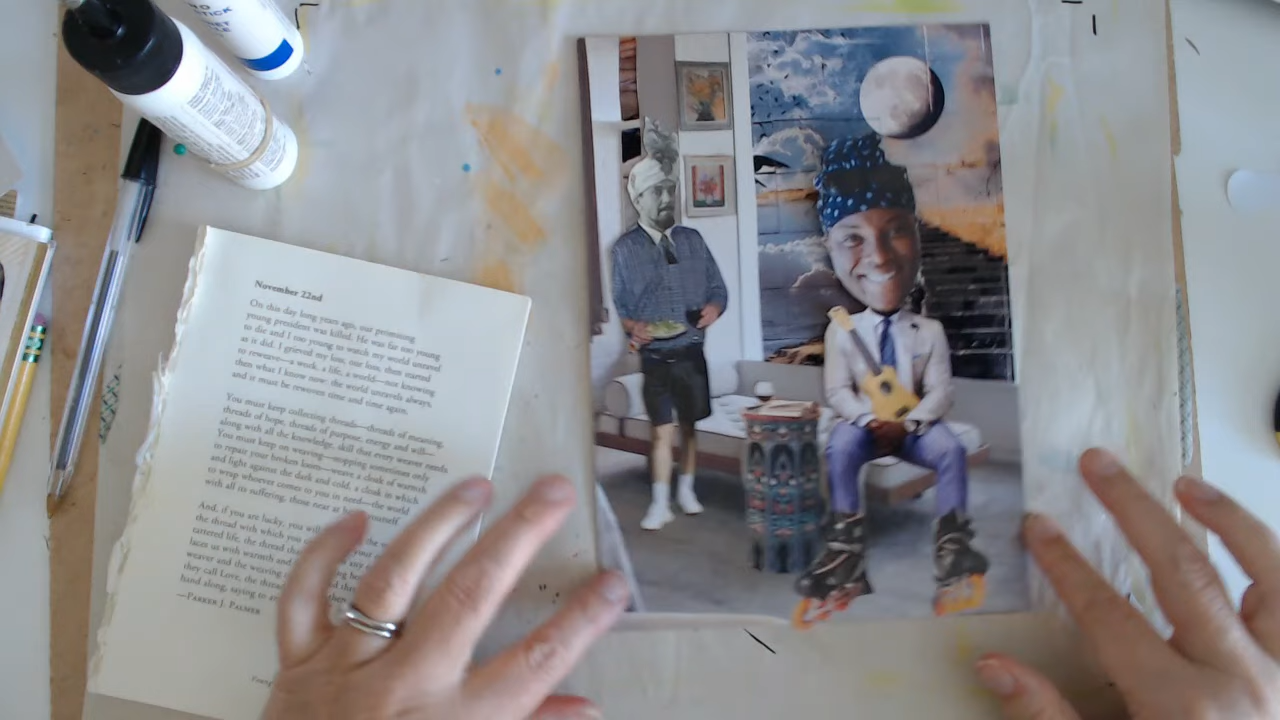 November 22nd
On this day long years ago, our promising
young president was killed. He was far too young
to die and I too young to watch my world unravel
as it did. I grieved my loss, our loss, then started
to reweave—a work, a life, a world—not knowing
then what I know now: the world unravels always,
and it must be rewoven time and time again.
You must keep collecting threads—threads of meaning,
threads of hope, threads of purpose, energy and will—
along with all the knowledge, skill that every weaver needs.
You must keep on weaving—stopping sometimes only
to repair your broken loom—weave a cloak of warmth
and light against the dark and cold, a cloak in which
to wrap whoever comes to you in need—the world
with all its suffering, those near at yourself
And, if you are lucky, you will
the thread with which you
tattered life, the thread
laces us with warmth and
weaver and the weaving
they call Love, the thread
hand along, saying to
—PARKER J. PALMER